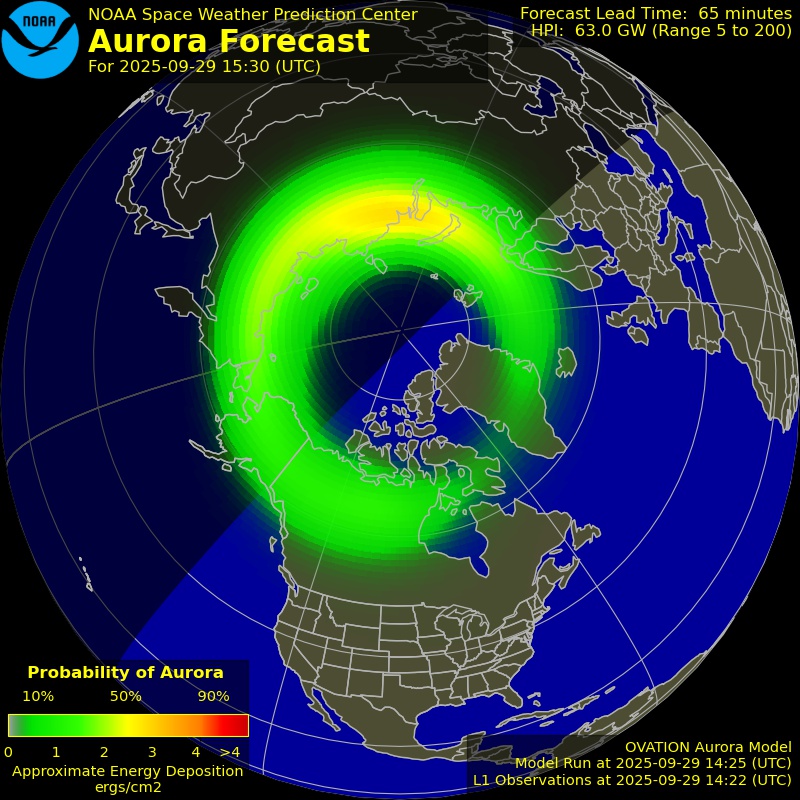 NOAA
NOAA Space Weather Prediction Center
Aurora Forecast
For 2025-09-29 15:30 (UTC)
Forecast Lead Time: 65 minutes
HPI: 63.0 GW (Range 5 to 200)
Probability of Aurora
10% 50% 90%
0 1 2 3 4 >4
Approximate Energy Deposition
ergs/cm2
OVATION Aurora Model
Model Run at 2025-09-29 14:25 (UTC)
L1 Observations at 2025-09-29 14:22 (UTC)